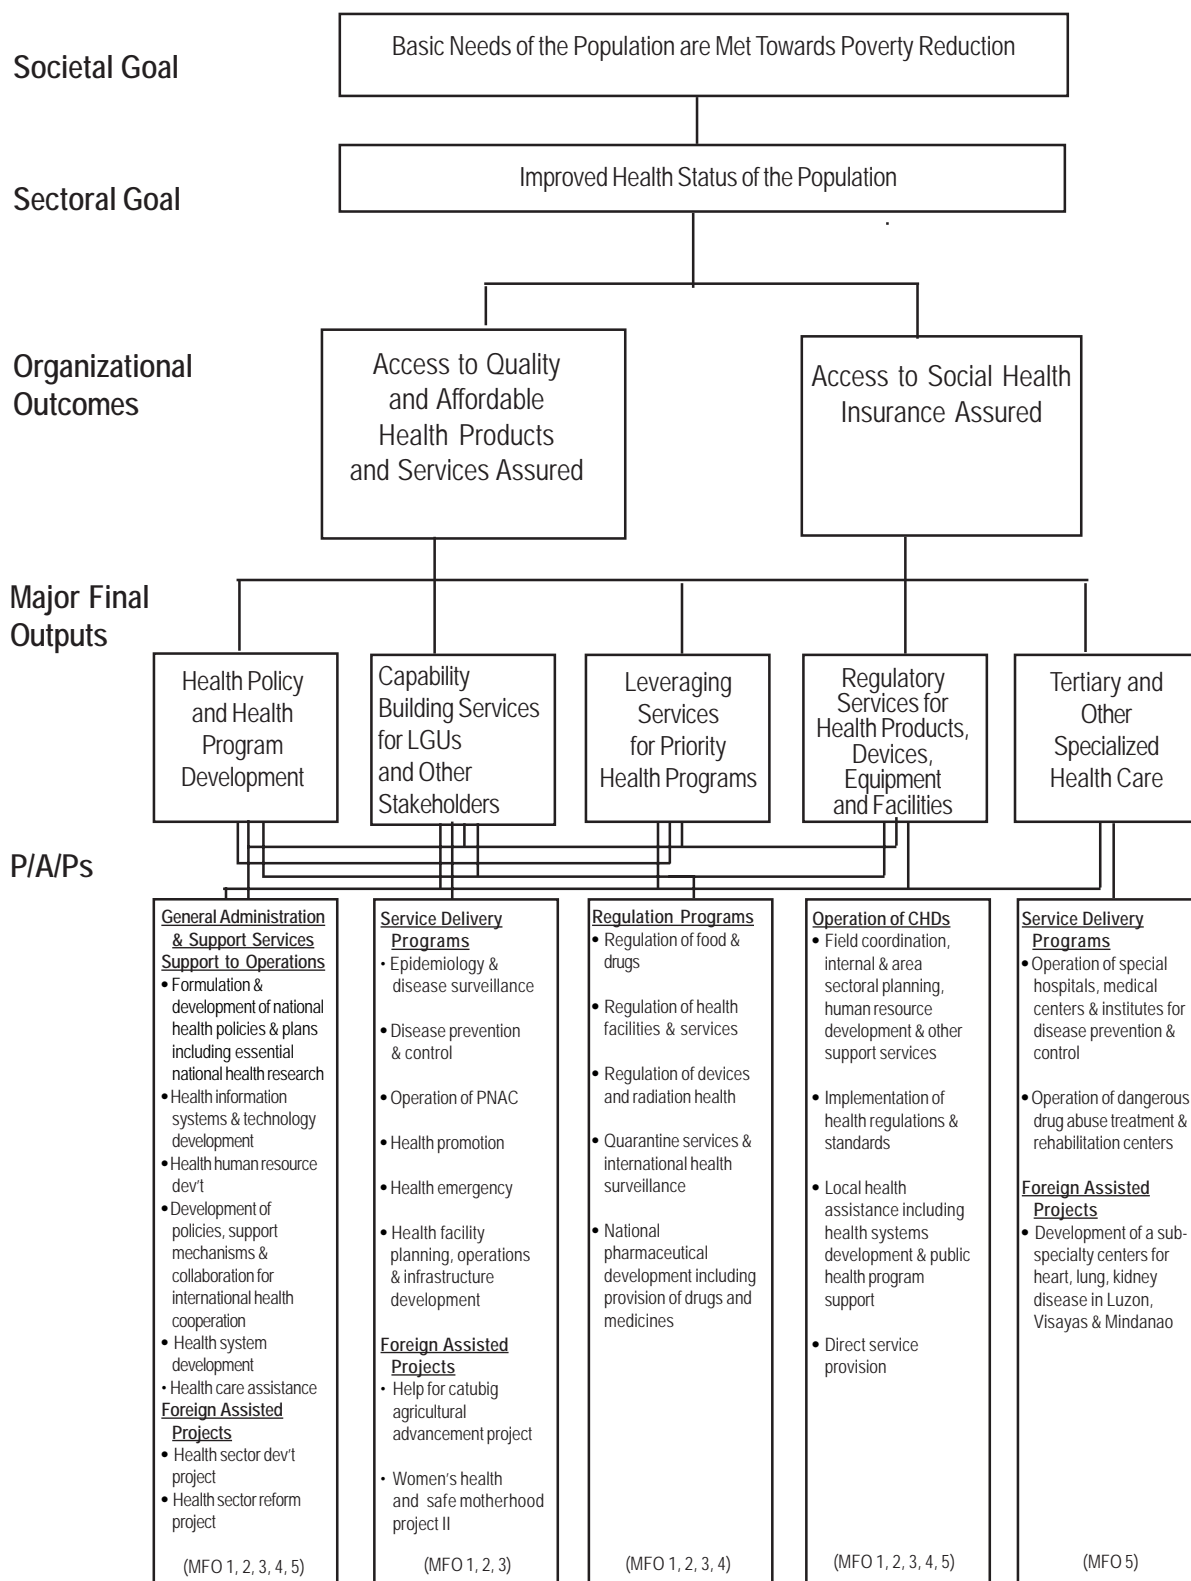 Societal Goal
Basic Needs of the Population are Met Towards Poverty Reduction
Sectoral Goal
Improved Health Status of the Population
Organizational
Outcomes
Access to Quality
and Affordable
Health Products
and Services Assured
Access to Social Health
Insurance Assured
Major Final
Outputs
Health Policy
and Health
Program
Development
Capability
Building Services
for LGUs
and Other
Stakeholders
Leveraging
Services
for Priority
Health Programs
Regulatory
Services for
Health Products,
Devices,
Equipment
and Facilities
Tertiary and
Other
Specialized
Health Care
P/A/Ps
General Administration
& Support Services
Support to Operations
• Formulation &
development of national
health policies & plans
including essential
national health research
• Health information
systems & technology
development
• Health human resource
dev't
• Development of
policies, support
mechanisms &
collaboration for
international health
cooperation
• Health system
development
• Health care assistance
Foreign Assisted
Projects
• Health sector dev't
project
• Health sector reform
project
(MFO 1, 2, 3, 4, 5)
Service Delivery
Programs
• Epidemiology &
disease surveillance
• Disease prevention
& control
• Operation of PNAC
• Health promotion
• Health emergency
• Health facility
planning, operations
& infrastructure
development
Foreign Assisted
Projects
• Help for catubig
agricultural
advancement project
• Women's health
and safe motherhood
project II
(MFO 1, 2, 3)
Regulation Programs
• Regulation of food &
drugs
• Regulation of health
facilities & services
• Regulation of devices
and radiation health
• Quarantine services &
international health
surveillance
• National
pharmaceutical
development including
provision of drugs and
medicines
(MFO 1, 2, 3, 4)
Operation of CHDs
• Field coordination,
internal & area
sectoral planning,
human resource
development & other
support services
• Implementation of
health regulations &
standards
• Local health
assistance including
health systems
development & public
health program
support
• Direct service
provision
(MFO 1, 2, 3, 4, 5)
Service Delivery
Programs
• Operation of special
hospitals, medical
centers & institutes for
disease prevention &
control
• Operation of dangerous
drug abuse treatment &
rehabilitation centers
Foreign Assisted
Projects
• Development of a sub-
specialty centers for
heart, lung, kidney
disease in Luzon,
Visayas & Mindanao
(MFO 5)